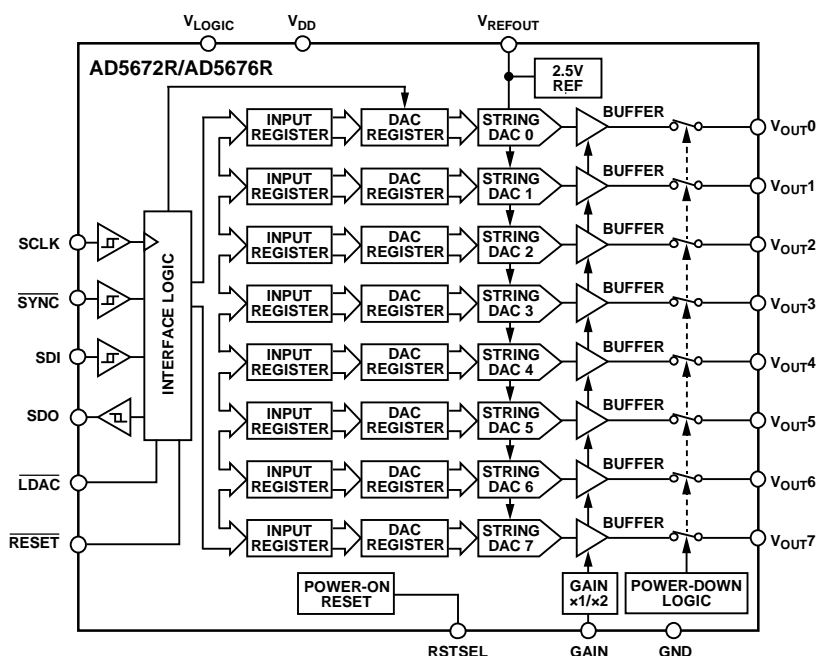 VLOGIC VDD VREFOUT
AD5672R/AD5676R
2.5V
REF
INPUT
REGISTER
DAC
REGISTER
STRING
DAC 0
BUFFER
VOUT0
INPUT
REGISTER
DAC
REGISTER
STRING
DAC 1
BUFFER
VOUT1
INPUT
REGISTER
DAC
REGISTER
STRING
DAC 2
BUFFER
VOUT2
INPUT
REGISTER
DAC
REGISTER
STRING
DAC 3
BUFFER
VOUT3
INPUT
REGISTER
DAC
REGISTER
STRING
DAC 4
BUFFER
VOUT4
INPUT
REGISTER
DAC
REGISTER
STRING
DAC 5
BUFFER
VOUT5
INPUT
REGISTER
DAC
REGISTER
STRING
DAC 6
BUFFER
VOUT6
INPUT
REGISTER
DAC
REGISTER
STRING
DAC 7
BUFFER
VOUT7
SCLK
SYNC
SDI
SDO
LDAC
RESET
INTERFACE LOGIC
POWER-ON
RESET
GAIN
×1/×2
POWER-DOWN
LOGIC
RSTSEL GAIN GND